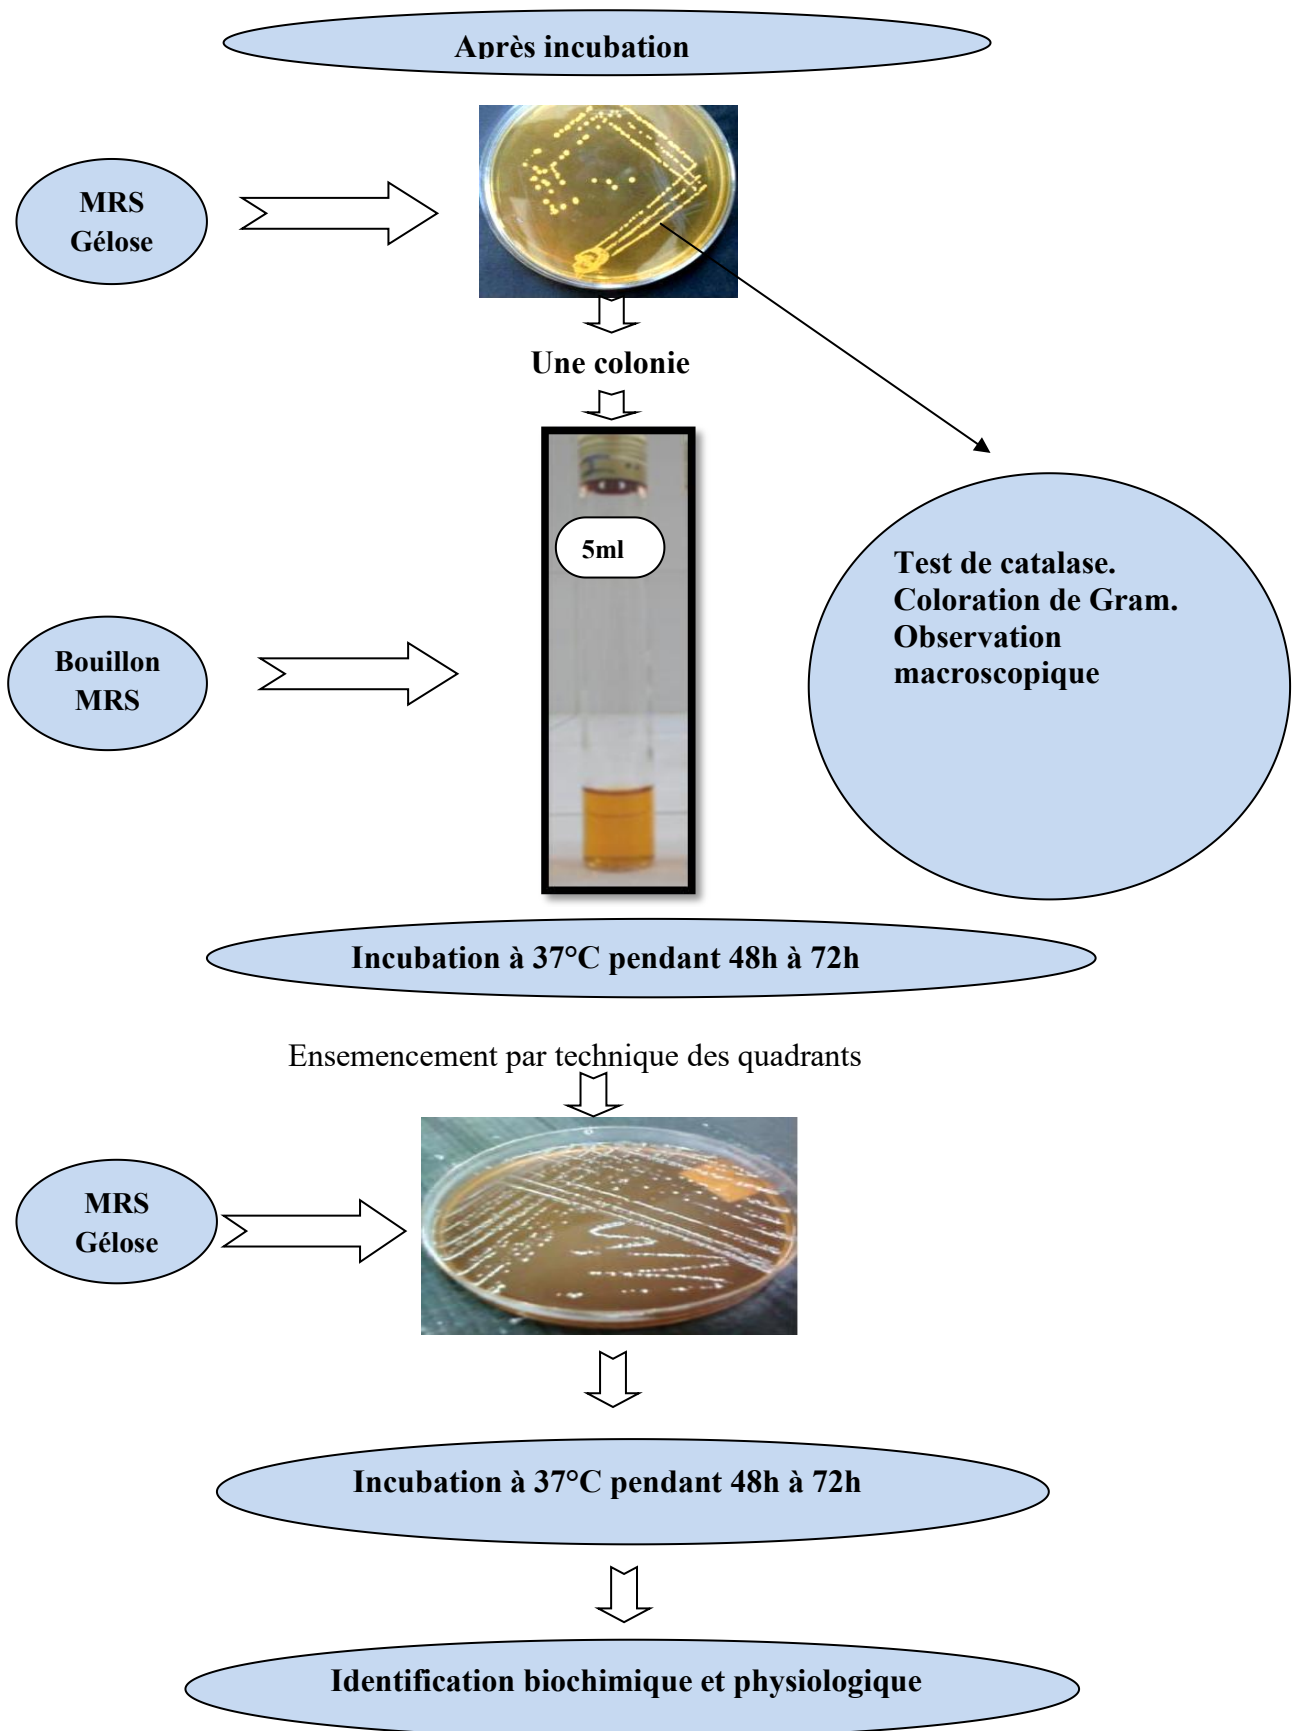 Après incubation
MRS
Gélose
Une colonie
5ml
Test de catalase.
Coloration de Gram.
Observation
macroscopique
Bouillon
MRS
Incubation à 37°C pendant 48h à 72h
Ensemencement par technique des quadrants
MRS
Gélose
Incubation à 37°C pendant 48h à 72h
Identification biochimique et physiologique